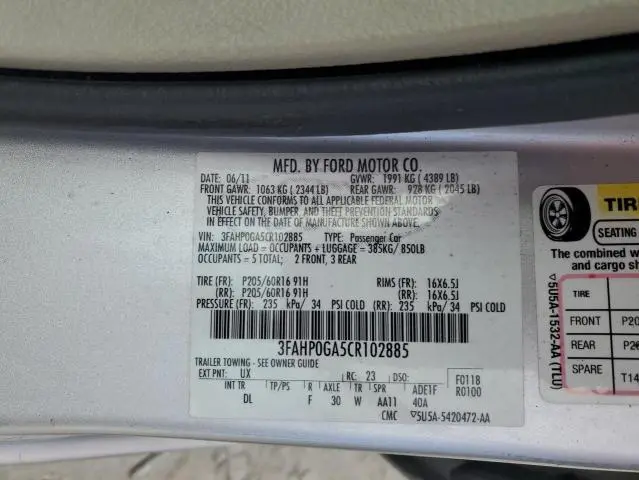 MFD. BY FORD MOTOR CO.
DATE: 06/11 GVWR: 1991 KG ( 4389 LB)
FRONT GAWR: 1063 KG ( 2344 LB) REAR GAWR: 928 KG ( 2045 LB)
THIS VEHICLE CONFORMS TO ALL APPLICABLE FEDERAL MOTOR
VEHICLE SAFETY, BUMPER, AND THEFT PREVENTION STANDARDS
IN EFFECT ON THE DATE OF MANUFACTURE SHOWN ABOVE.
VIN: 3FAHP0GA5CR102885 TYPE: Passenger Car
MAXIMUM LOAD = OCCUPANTS + LUGGAGE = 385KG/ 850LB
OCCUPANTS = 5 TOTAL; 2 FRONT, 3 REAR
TIRE (FR): P205/60R16 91H RIMS (FR): 16X6.5J
(RR): P205/60R16 91H (RR): 16X6.5J
PRESSURE (FR): 235 kPa/ 34 PSI COLD (RR): 235 kPa/ 34 PSI COLD
3FAHP0GA5CR102885
TRAILER TOWING - SEE OWNER GUIDE
EXT PNT: UX RC: 23 DSO: F0118
INT TR TP/PS R AXLE TR SPR ADE1F R0100
DL F 30 W AA11 40A
CMC ▽5U5A-5420472-AA
TIR
SEATING
The combined w
and cargo sh
TIRE
FRONT P20
REAR P2
SPARE T14
▽5U5A-1532-AA (TLU)